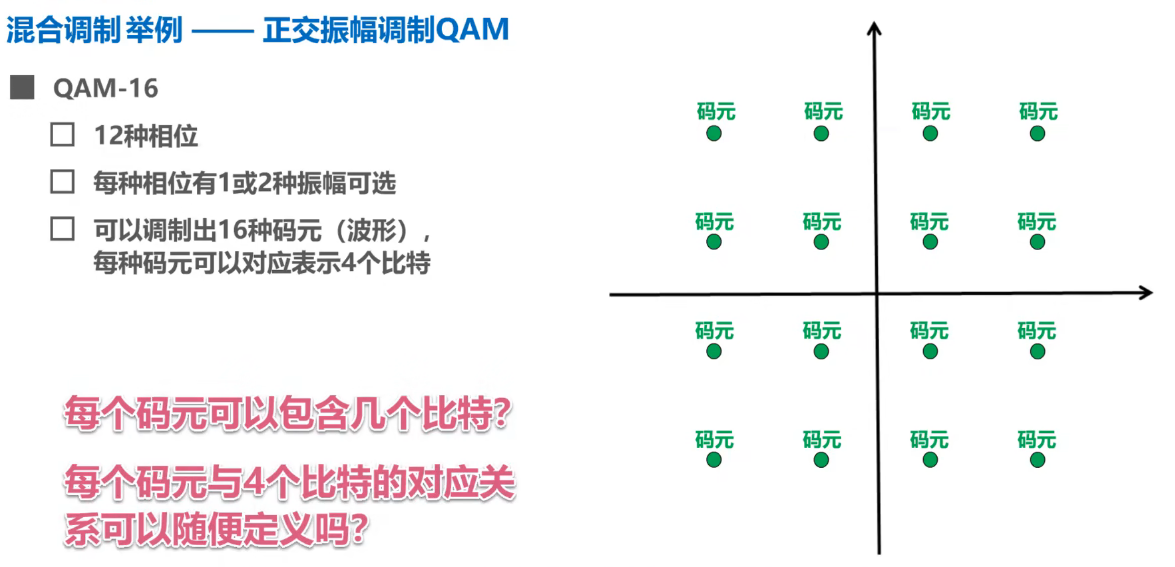 混合调制 举例 —— 正交振幅调制QAM
QAM-16
12种相位
每种相位有1或2种振幅可选
可以调制出16种码元（波形），
每种码元可以对应表示4个比特
每个码元可以包含几个比特？
每个码元与4个比特的对应关
系可以随便定义吗？
码元 码元 码元 码元
码元 码元 码元 码元
码元 码元 码元 码元
码元 码元 码元 码元